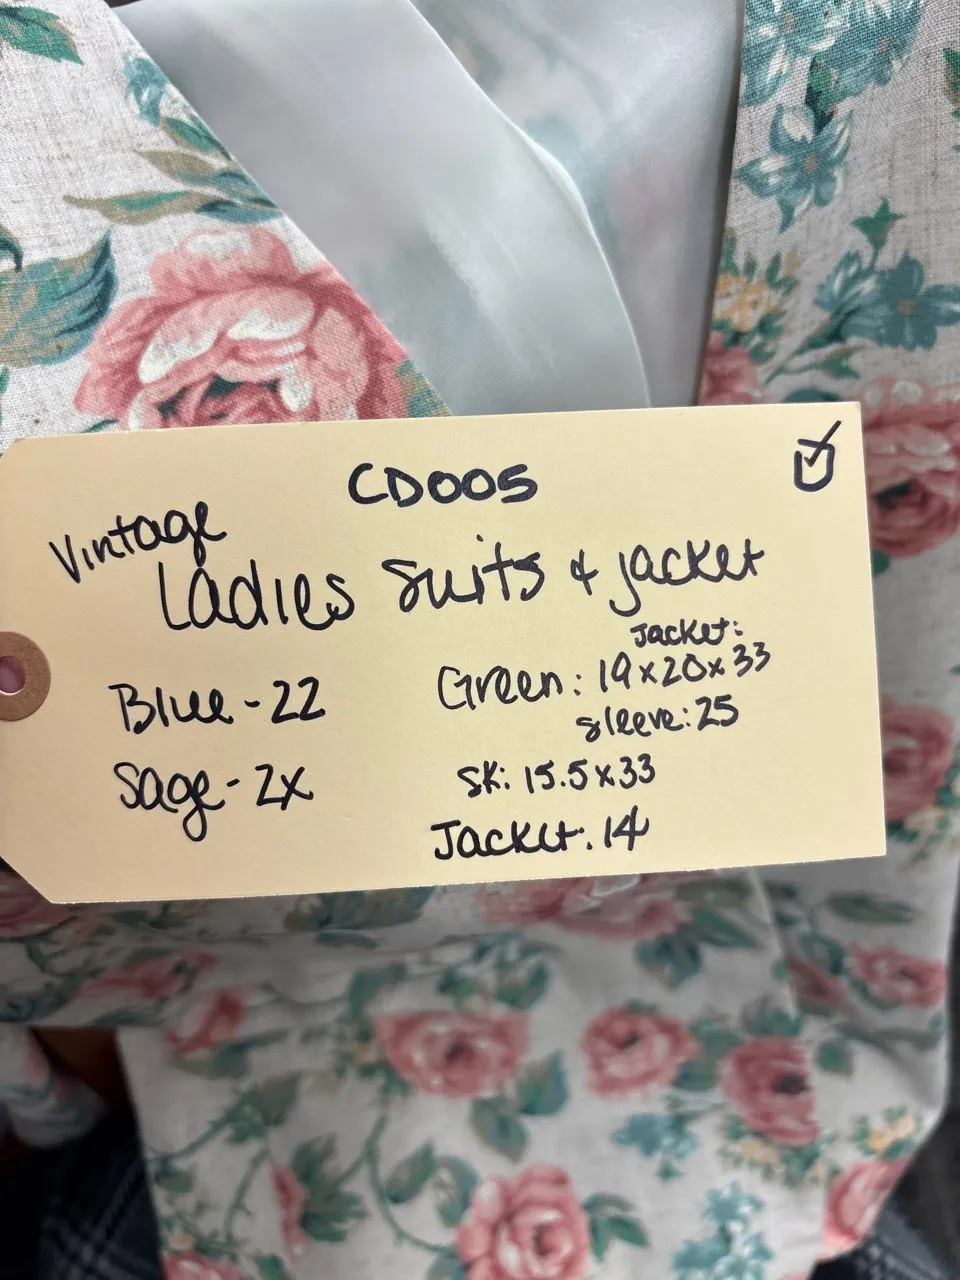 CD005
Vintage
Ladies suits & jacket
Jacket:
Green: 19x20x33
sleeve: 25
Blue - 22
Sage - 2x
SK: 15.5x33
Jacket: 14